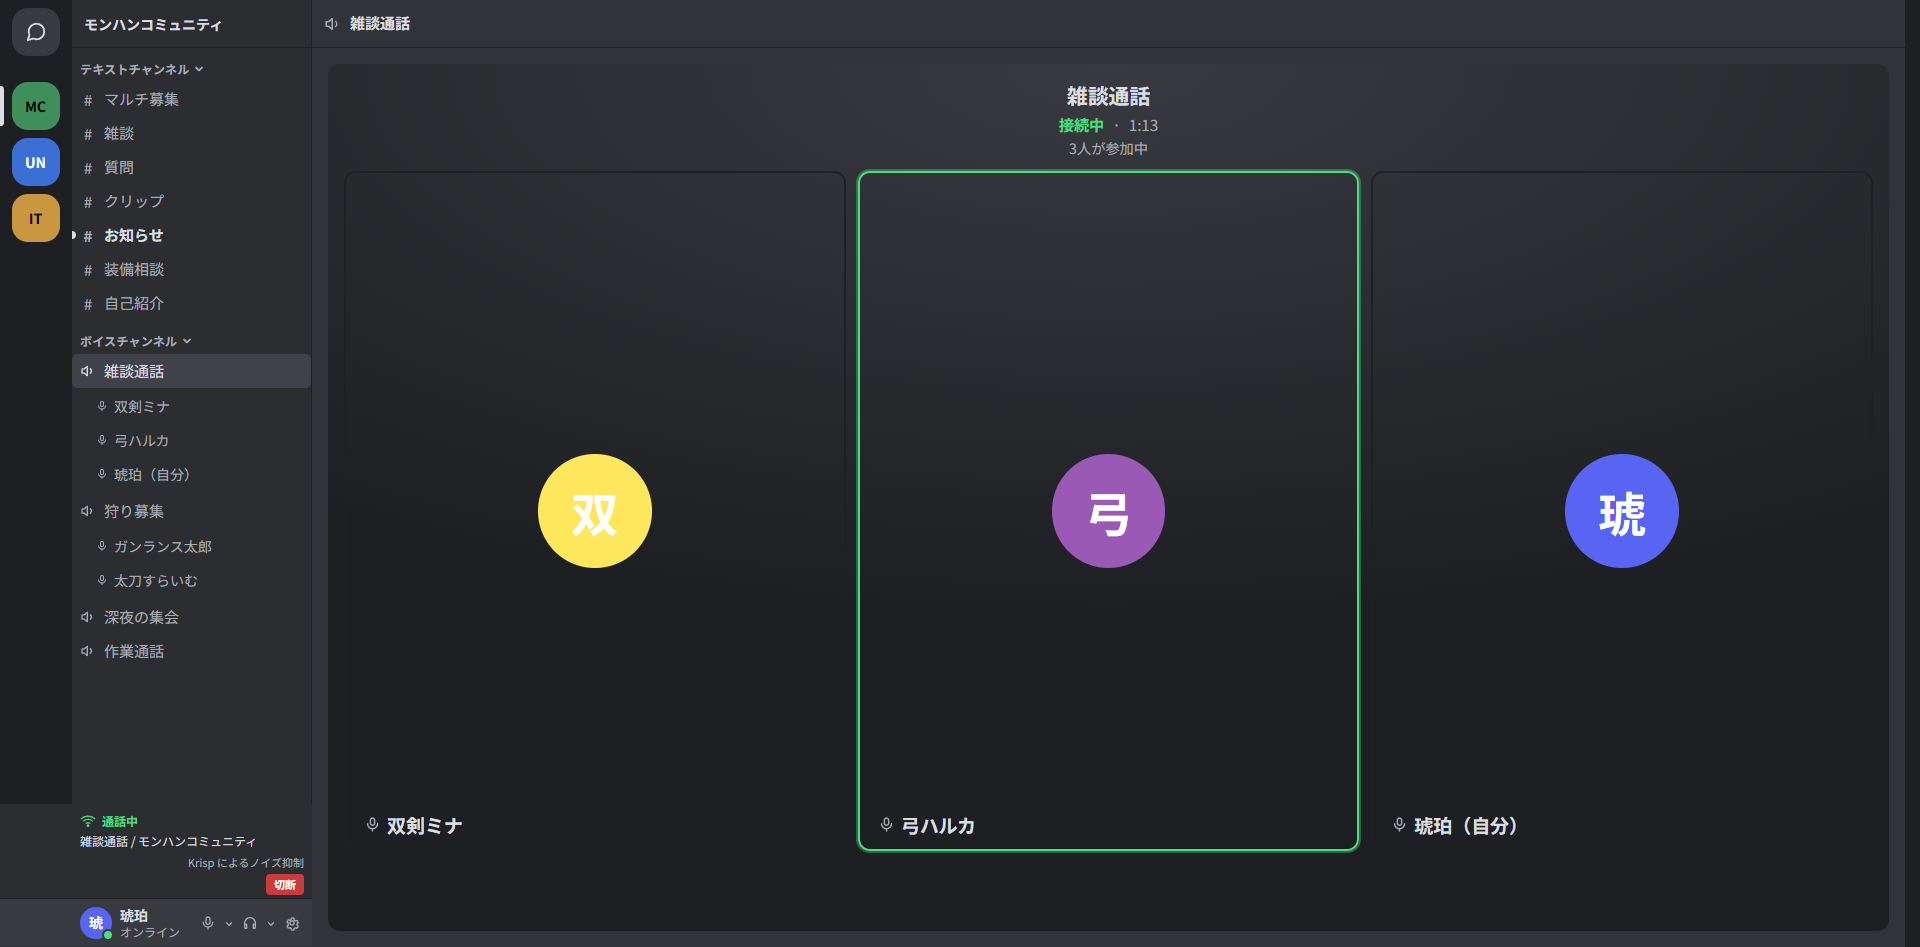 MC
UN
IT
モンハンコミュニティ
テキストチャンネル
# マルチ募集
# 雑談
# 質問
# クリップ
# お知らせ
# 装備相談
# 自己紹介
ボイスチャンネル
雑談通話
双剣ミナ
弓ハルカ
琥珀（自分）
狩り募集
ガンランス太郎
太刀すらいむ
深夜の集会
作業通話
通話中
雑談通話 / モンハンコミュニティ
Krisp によるノイズ抑制
切断
琥
琥珀
オンライン
雑談通話
雑談通話
接続中 · 1:13
3人が参加中
双
双剣ミナ
弓
弓ハルカ
琥
琥珀（自分）